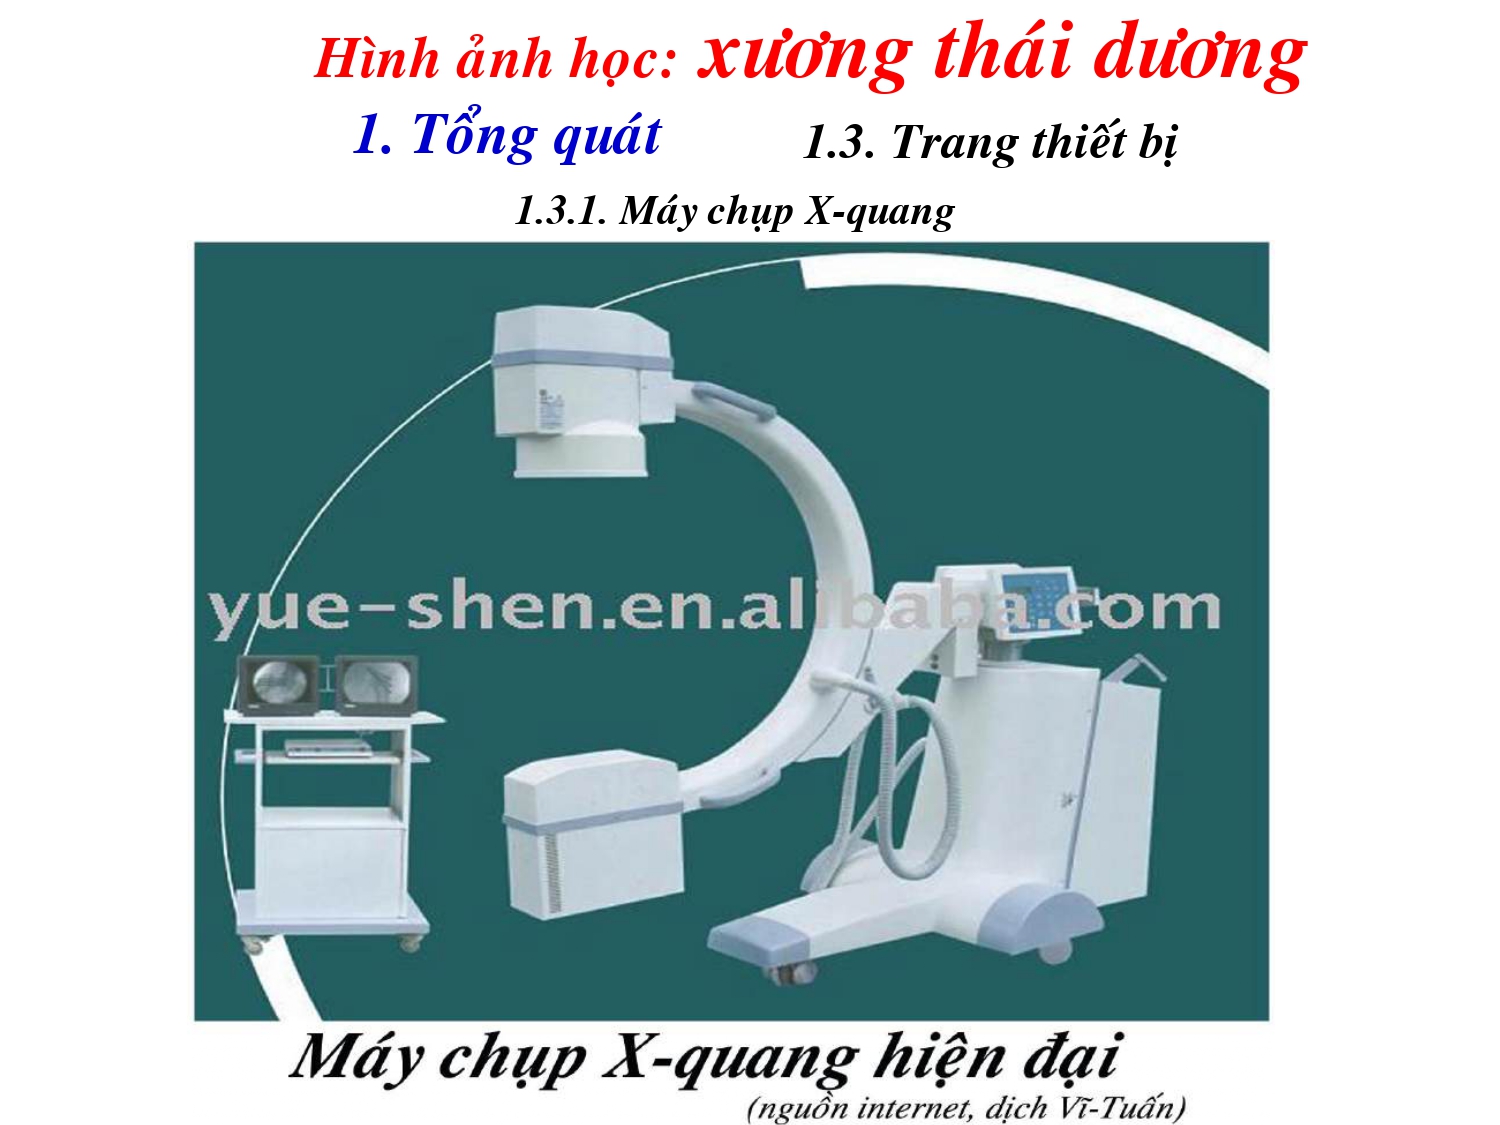 Hình ảnh học: xương thái dương
1. Tổng quát 1.3. Trang thiết bị
1.3.1. Máy chụp X-quang
yue-shen.en.alibaba.com
Máy chụp X-quang hiện đại
(nguồn internet, dịch Vĩ-Tuấn)